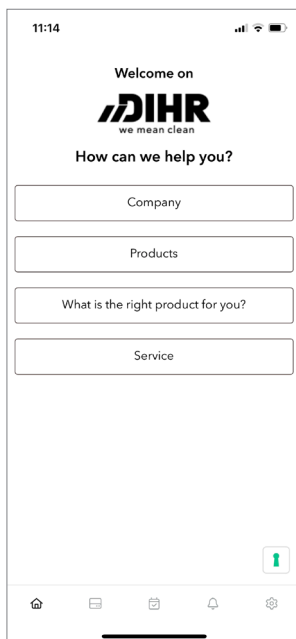 11:14
Welcome on
DIHR
we mean clean
How can we help you?
Company
Products
What is the right product for you?
Service